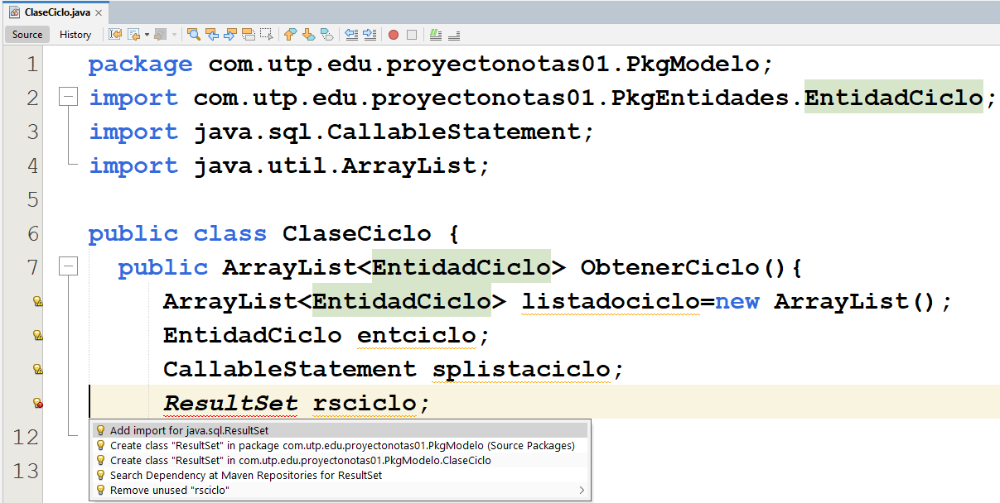 ClaseCiclo.java
Source History
1 package com.utp.edu.proyectonotas01.PkgModelo;
2 import com.utp.edu.proyectonotas01.PkgEntidades.EntidadCiclo;
3 import java.sql.CallableStatement;
4 import java.util.ArrayList;
5
6 public class ClaseCiclo {
7 public ArrayList<EntidadCiclo> ObtenerCiclo(){
ArrayList<EntidadCiclo> listadociclo=new ArrayList();
EntidadCiclo entciclo;
CallableStatement splistaciclo;
ResultSet rsciclo;
Add import for java.sql.ResultSet
12
Create class "ResultSet" in package com.utp.edu.proyectonotas01.PkgModelo (Source Packages)
Create class "ResultSet" in com.utp.edu.proyectonotas01.PkgModelo.ClaseCiclo
13
Search Dependency at Maven Repositories for ResultSet
Remove unused "rsciclo"